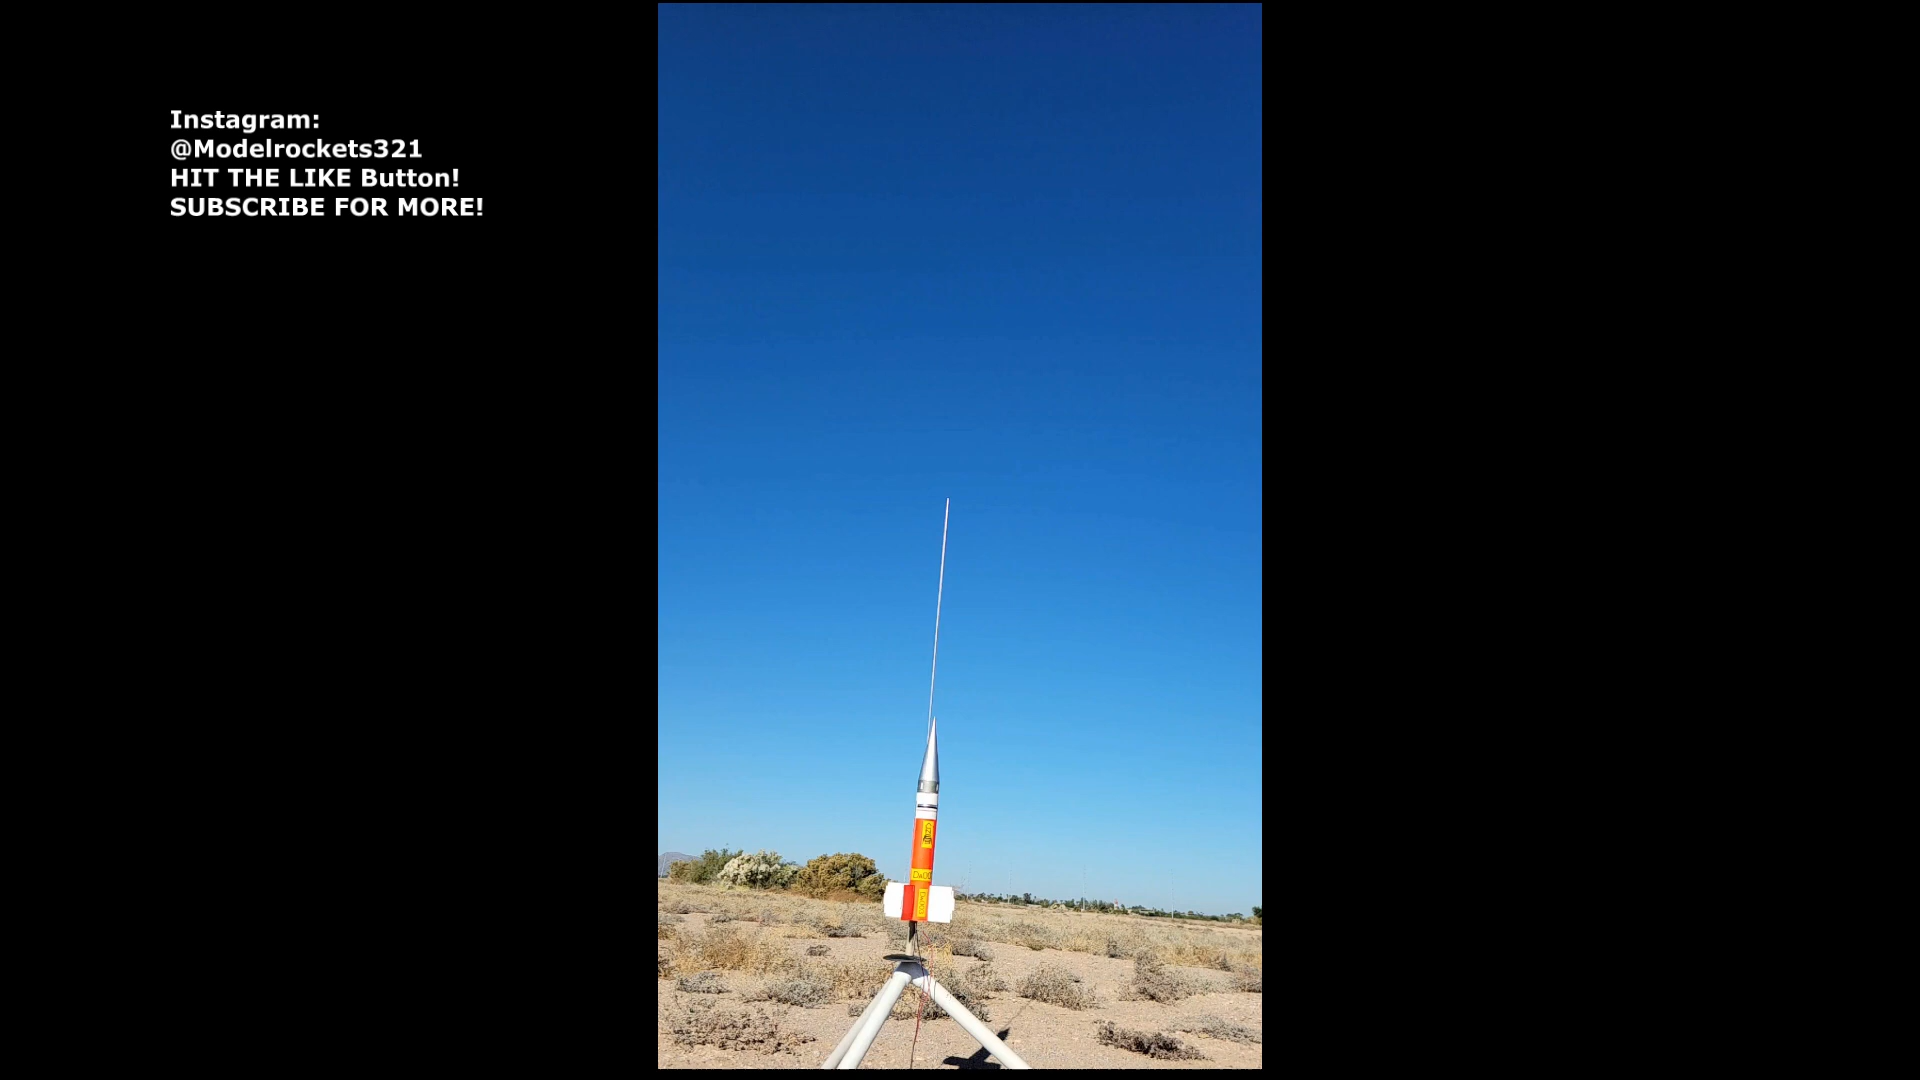 Instagram:
@Modelrockets321
HIT THE LIKE Button!
SUBSCRIBE FOR MORE!